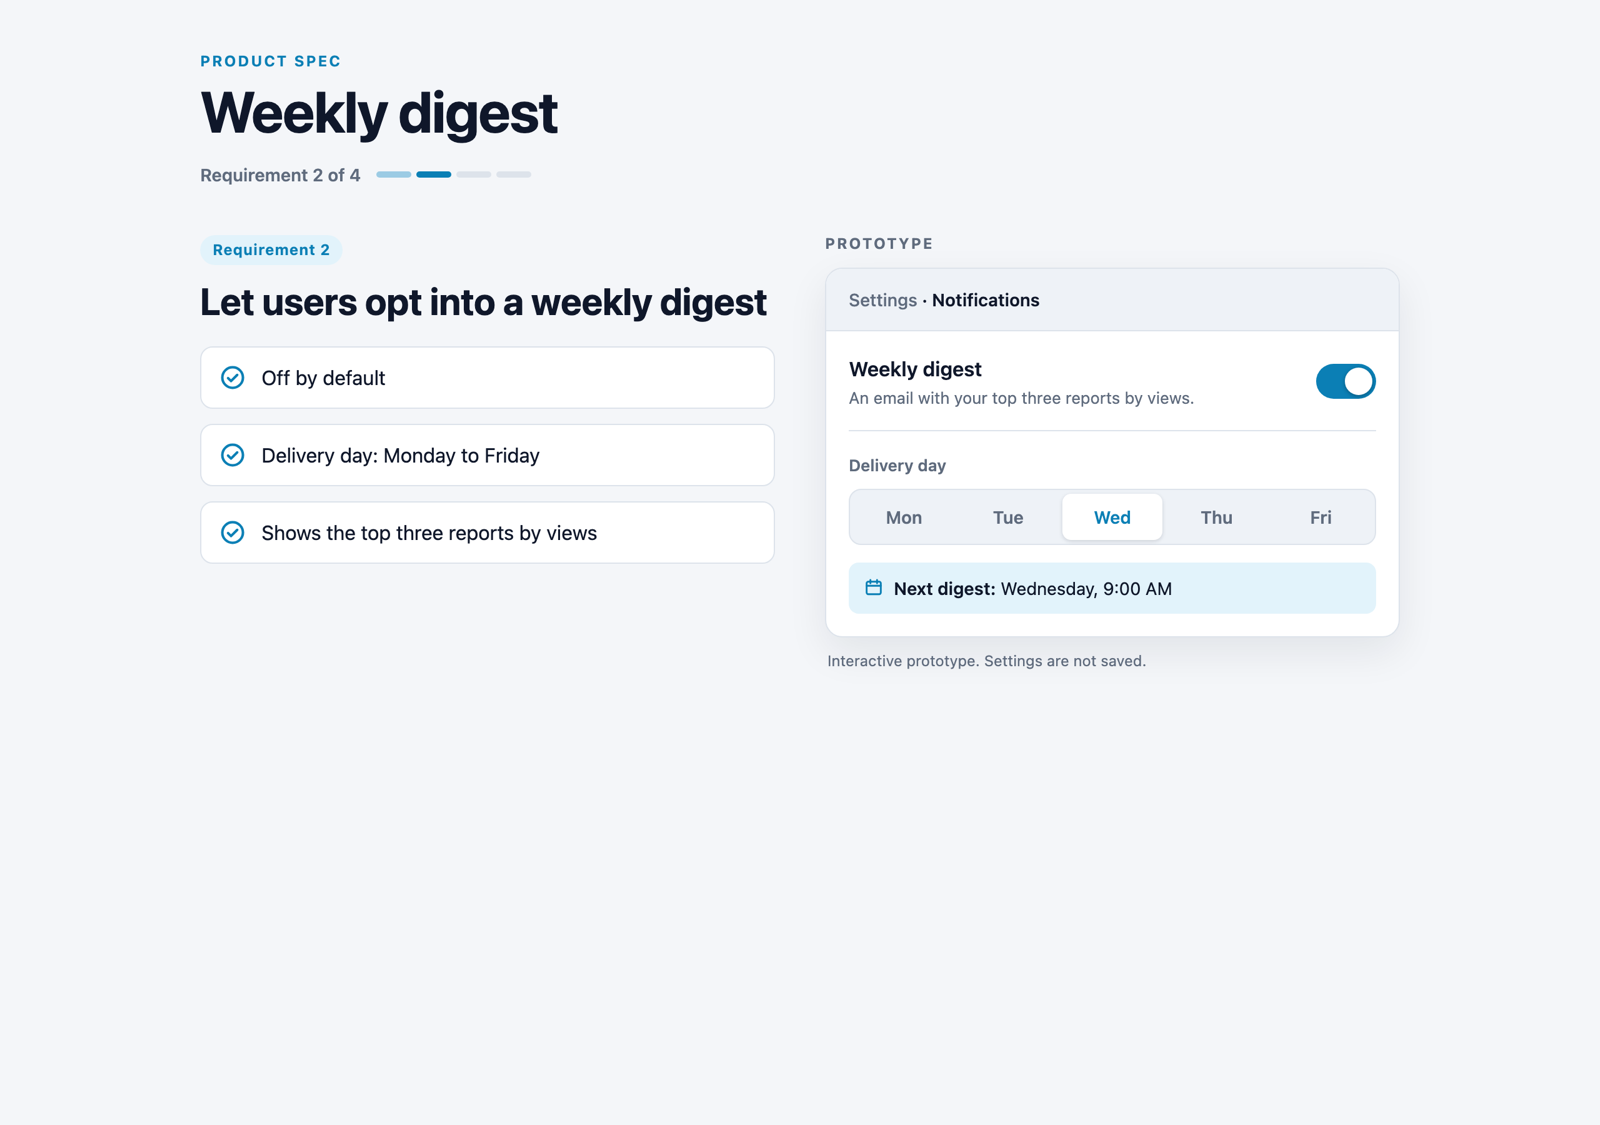 PRODUCT SPEC
Weekly digest
Requirement 2 of 4
Requirement 2
Let users opt into a weekly digest
Off by default
Delivery day: Monday to Friday
Shows the top three reports by views
PROTOTYPE
Settings · Notifications
Weekly digest
An email with your top three reports by views.
Delivery day
Mon Tue Wed Thu Fri
Next digest: Wednesday, 9:00 AM
Interactive prototype. Settings are not saved.